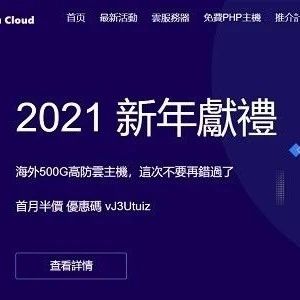 Cloud
首頁 最新活動 雲服務器 免費PHP主機 推介
2021 新年獻禮
海外500G高防雲主機，這次不要再錯過了
首月半價 優惠碼 vJ3Utuiz
查看詳情